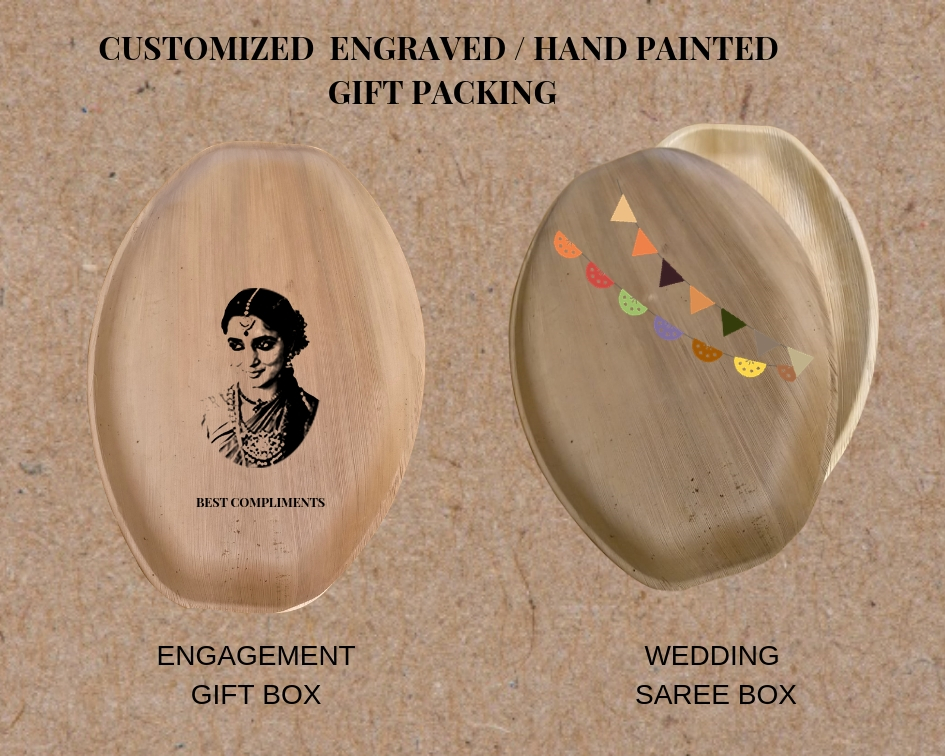 CUSTOMIZED ENGRAVED / HAND PAINTED
GIFT PACKING
BEST COMPLIMENTS
ENGAGEMENT
GIFT BOX
WEDDING
SAREE BOX